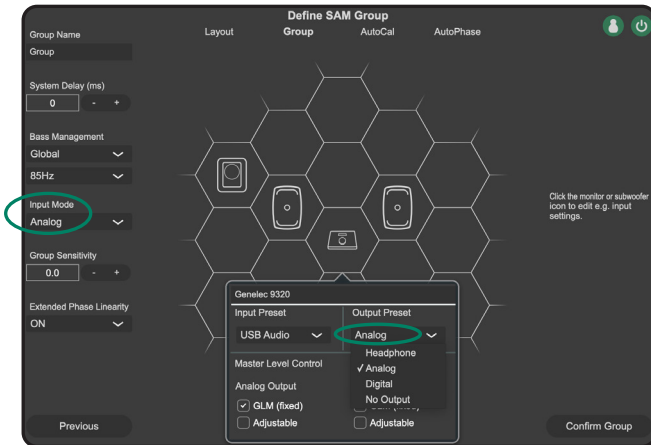 Define SAM Group
Layout
Group
AutoCal
AutoPhase
Group Name
Group
System Delay (ms)
0 - +
Bass Management
Global
85Hz
Input Mode
Analog
Group Sensitivity
0.0 - +
Extended Phase Linearity
ON
Previous
Click the monitor or subwoofer
icon to edit e.g. input
settings.
Genelec 9320
Input Preset
USB Audio
Output Preset
Analog
Headphone
✓ Analog
Digital
No Output
Master Level Control
Analog Output
GLM (fixed)
Adjustable
Adjustable
Confirm Group